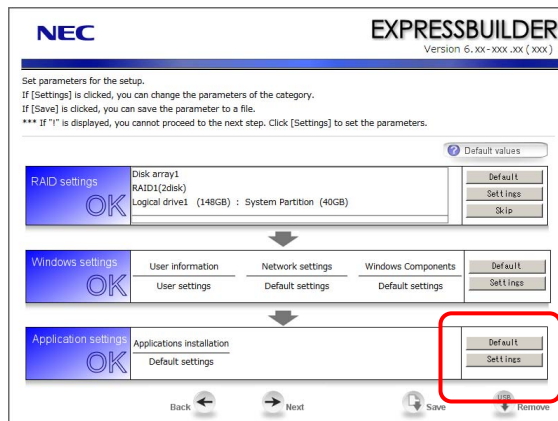 NEC
EXPRESSBUILDER
Version 6.xx-xxx.xx (xxx)
Set parameters for the setup.
If [Settings] is clicked, you can change the parameters of the category.
If [Save] is clicked, you can save the parameter to a file.
*** If "!" is displayed, you cannot proceed to the next step. Click [Settings] to set the parameters.
? Default values
RAID settings
OK
Disk array1
RAID1(2disk)
Logical drive1 (148GB) : System Partition (40GB)
Default
Settings
Skip
Windows settings
OK
User information Network settings Windows Components
User settings Default settings Default settings
Default
Settings
Application settings
OK
Applications installation
Default settings
Default
Settings
Back Next Save USB Remove